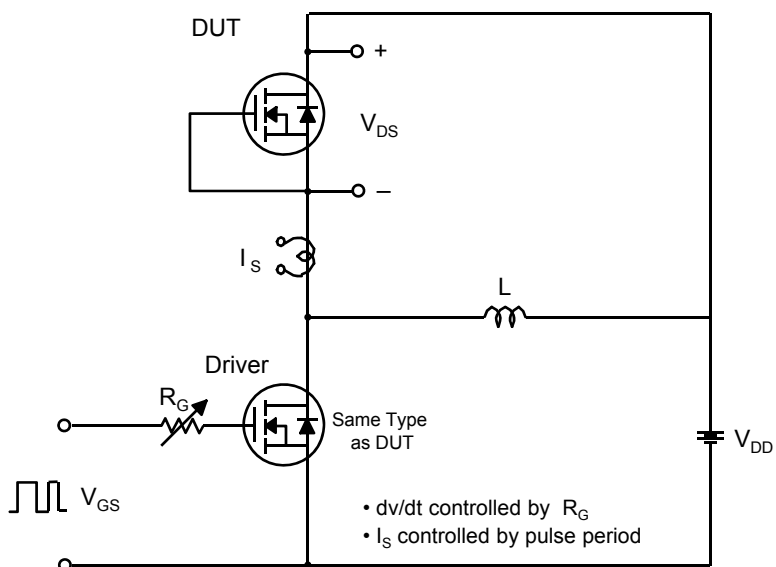 DUT
+
V_DS
–
I_S
L
Driver
R_G
Same Type
as DUT
V_DD
V_GS
• dv/dt controlled by R_G
• I_S controlled by pulse period